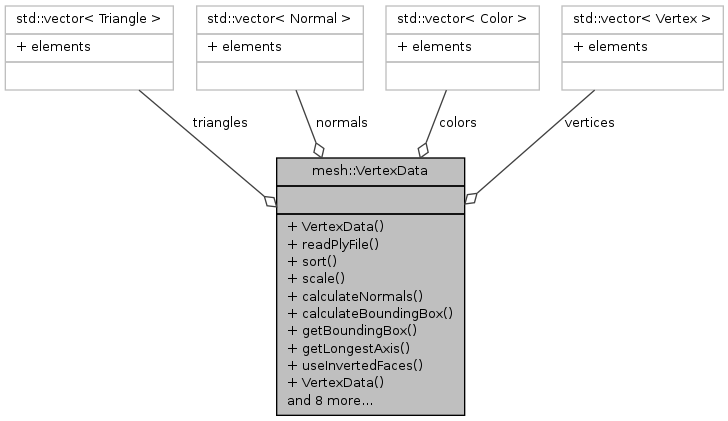 std::vector< Triangle >
+ elements
std::vector< Normal >
+ elements
std::vector< Color >
+ elements
std::vector< Vertex >
+ elements
triangles
normals
colors
vertices
mesh::VertexData
+ VertexData()
+ readPlyFile()
+ sort()
+ scale()
+ calculateNormals()
+ calculateBoundingBox()
+ getBoundingBox()
+ getLongestAxis()
+ useInvertedFaces()
+ VertexData()
and 8 more...